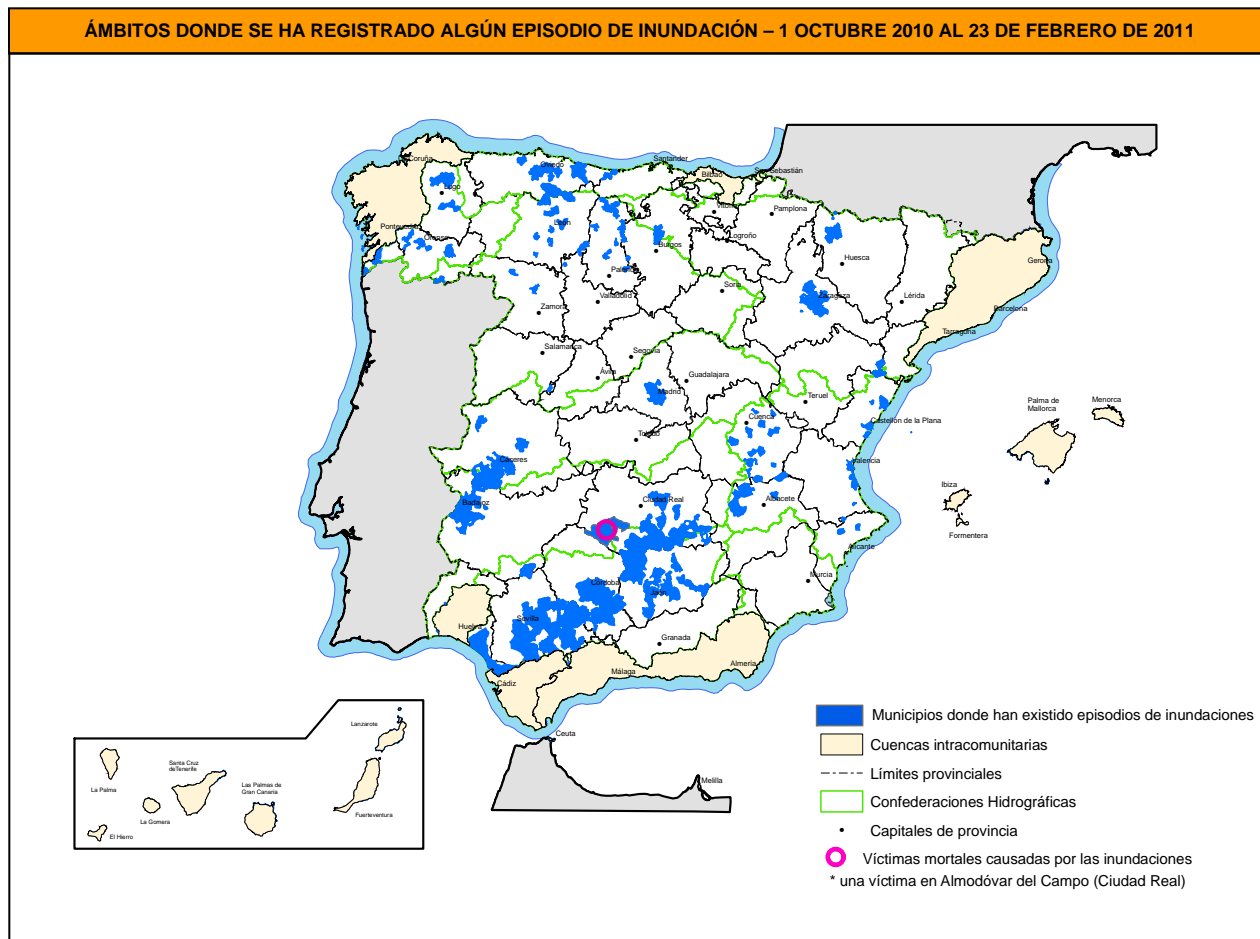 ÁMBITOS DONDE SE HA REGISTRADO ALGÚN EPISODIO DE INUNDACIÓN – 1 OCTUBRE 2010 AL 23 DE FEBRERO DE 2011
Coruña
Lugo
Oviedo
Santander
Bilbao
San Sebastián
Vitoria
Pamplona
Pontevedra
Orense
León
Burgos
Logroño
Huesca
Gerona
Palencia
Zamora
Valladolid
Soria
Zaragoza
Lérida
Barcelona
Tarragona
Salamanca
Segovia
Ávila
Madrid
Guadalajara
Teruel
Cuenca
Toledo
Castellón de la Plana
Palma de
Mallorca
Menorca
Cáceres
Valencia
Ibiza
Formentera
Badajoz
Ciudad Real
Albacete
Alicante
Córdoba
Jaén
Murcia
Huelva
Sevilla
Granada
Almería
Málaga
Cádiz
Ceuta
Melilla
Lanzarote
Santa Cruz
deTenerife
Las Palmas de
Gran Canaria
La Palma
La Gomera
El Hierro
Fuerteventura
Municipios donde han existido episodios de inundaciones
Cuencas intracomunitarias
Límites provinciales
Confederaciones Hidrográficas
Capitales de provincia
Víctimas mortales causadas por las inundaciones
* una víctima en Almodóvar del Campo (Ciudad Real)